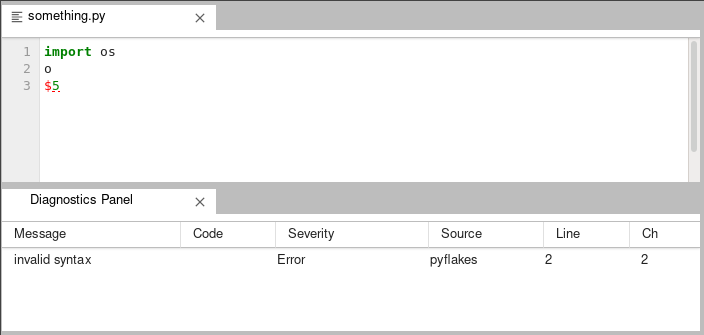 something.py ×
1 import os
2 o
3 $5
Diagnostics Panel ×
Message Code Severity Source Line Ch
invalid syntax Error pyflakes 2 2